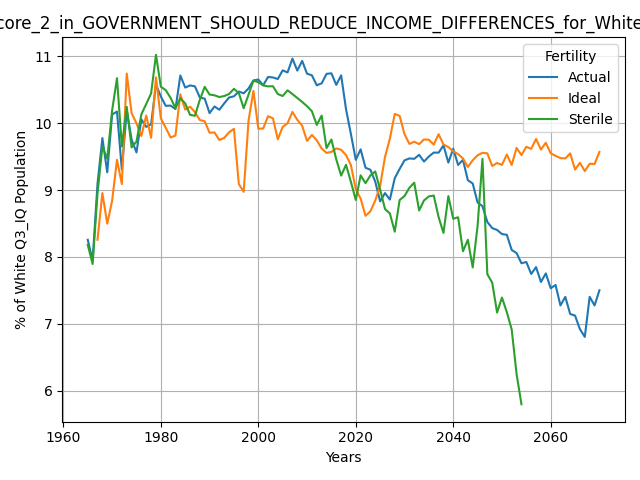 core_2_in_GOVERNMENT_SHOULD_REDUCE_INCOME_DIFFERENCES_for_White
Fertility
Actual
Ideal
Sterile
% of White Q3_IQ Population
11
10
9
8
7
6
1960
1980
2000
2020
2040
2060
Years